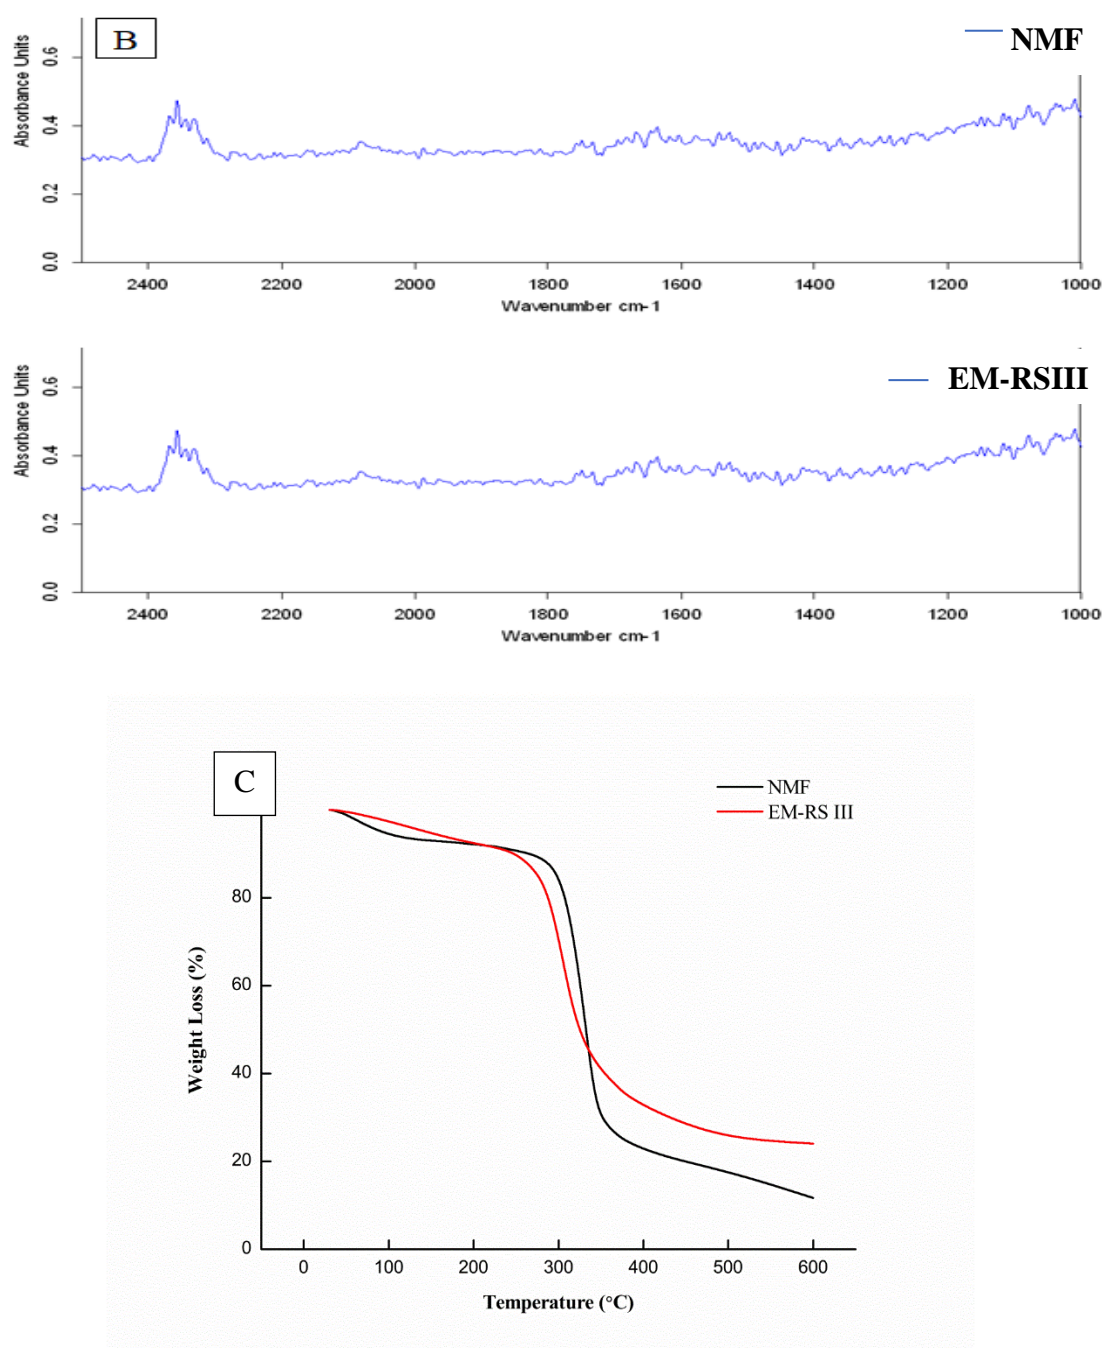 B
NMF
Absorbance Units
0.6
0.4
0.2
0.0
2400 2200 2000 1800 1600 1400 1200 1000
Wavenumber cm-1
EM-RSIII
Absorbance Units
0.6
0.4
0.2
0.0
2400 2200 2000 1800 1600 1400 1200 1000
Wavenumber cm-1
C
NMF
EM-RS III
Weight Loss (%)
80
60
40
20
0
0 100 200 300 400 500 600
Temperature (°C)